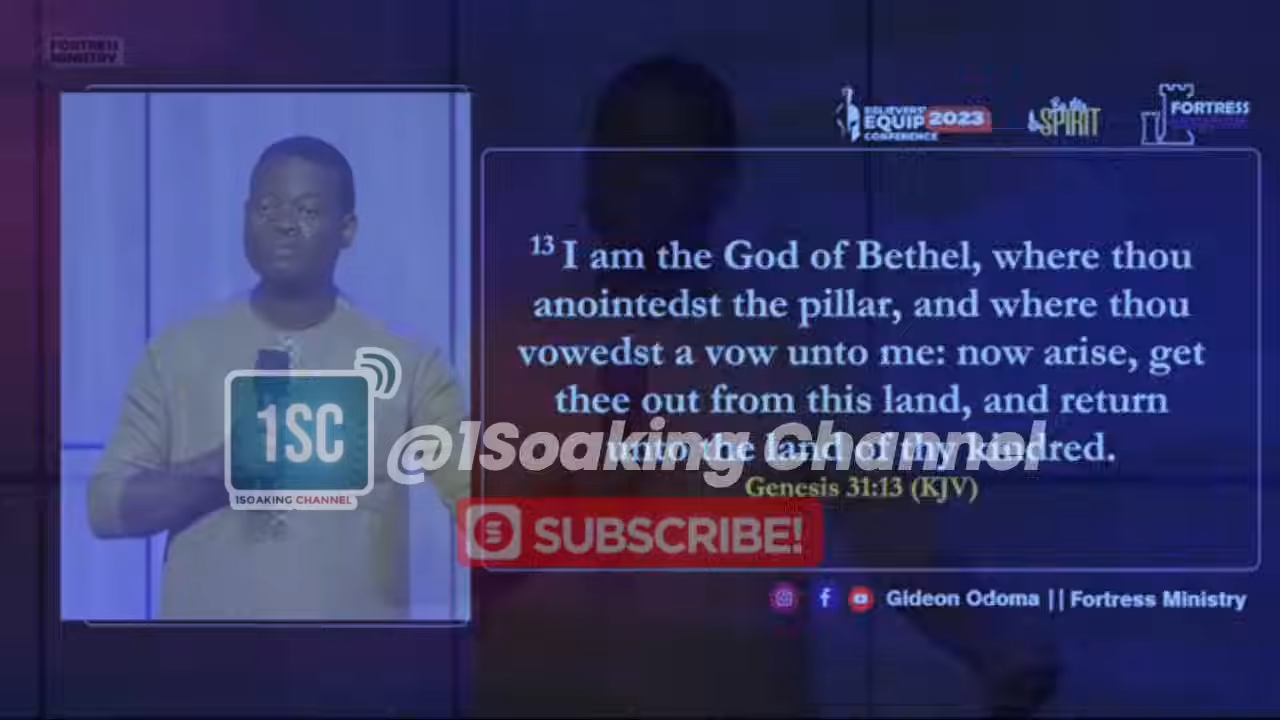 FORTRESS
MINISTRY
BELIEVERS'
EQUIP 2023
CONFERENCE
SPIRIT
FORTRESS
13 I am the God of Bethel, where thou
anointedst the pillar, and where thou
vowedst a vow unto me: now arise, get
thee out from this land, and return
unto the land of thy kindred.
Genesis 31:13 (KJV)
1SC
1SOAKING CHANNEL
@1Soaking Channel
S SUBSCRIBE!
Gideon Odoma || Fortress Ministry